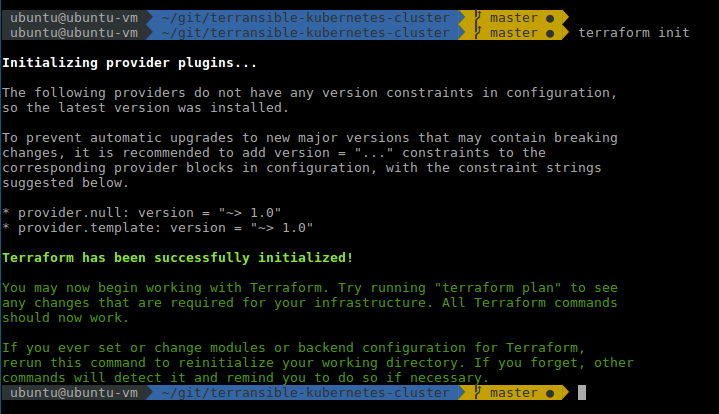 ubuntu@ubuntu-vm ~/git/terransible-kubernetes-cluster master ●
ubuntu@ubuntu-vm ~/git/terransible-kubernetes-cluster master ● terraform init
Initializing provider plugins...
The following providers do not have any version constraints in configuration,
so the latest version was installed.
To prevent automatic upgrades to new major versions that may contain breaking
changes, it is recommended to add version = "..." constraints to the
corresponding provider blocks in configuration, with the constraint strings
suggested below.
* provider.null: version = "~> 1.0"
* provider.template: version = "~> 1.0"
Terraform has been successfully initialized!
You may now begin working with Terraform. Try running "terraform plan" to see
any changes that are required for your infrastructure. All Terraform commands
should now work.
If you ever set or change modules or backend configuration for Terraform,
rerun this command to reinitialize your working directory. If you forget, other
commands will detect it and remind you to do so if necessary.
ubuntu@ubuntu-vm ~/git/terransible-kubernetes-cluster master ●